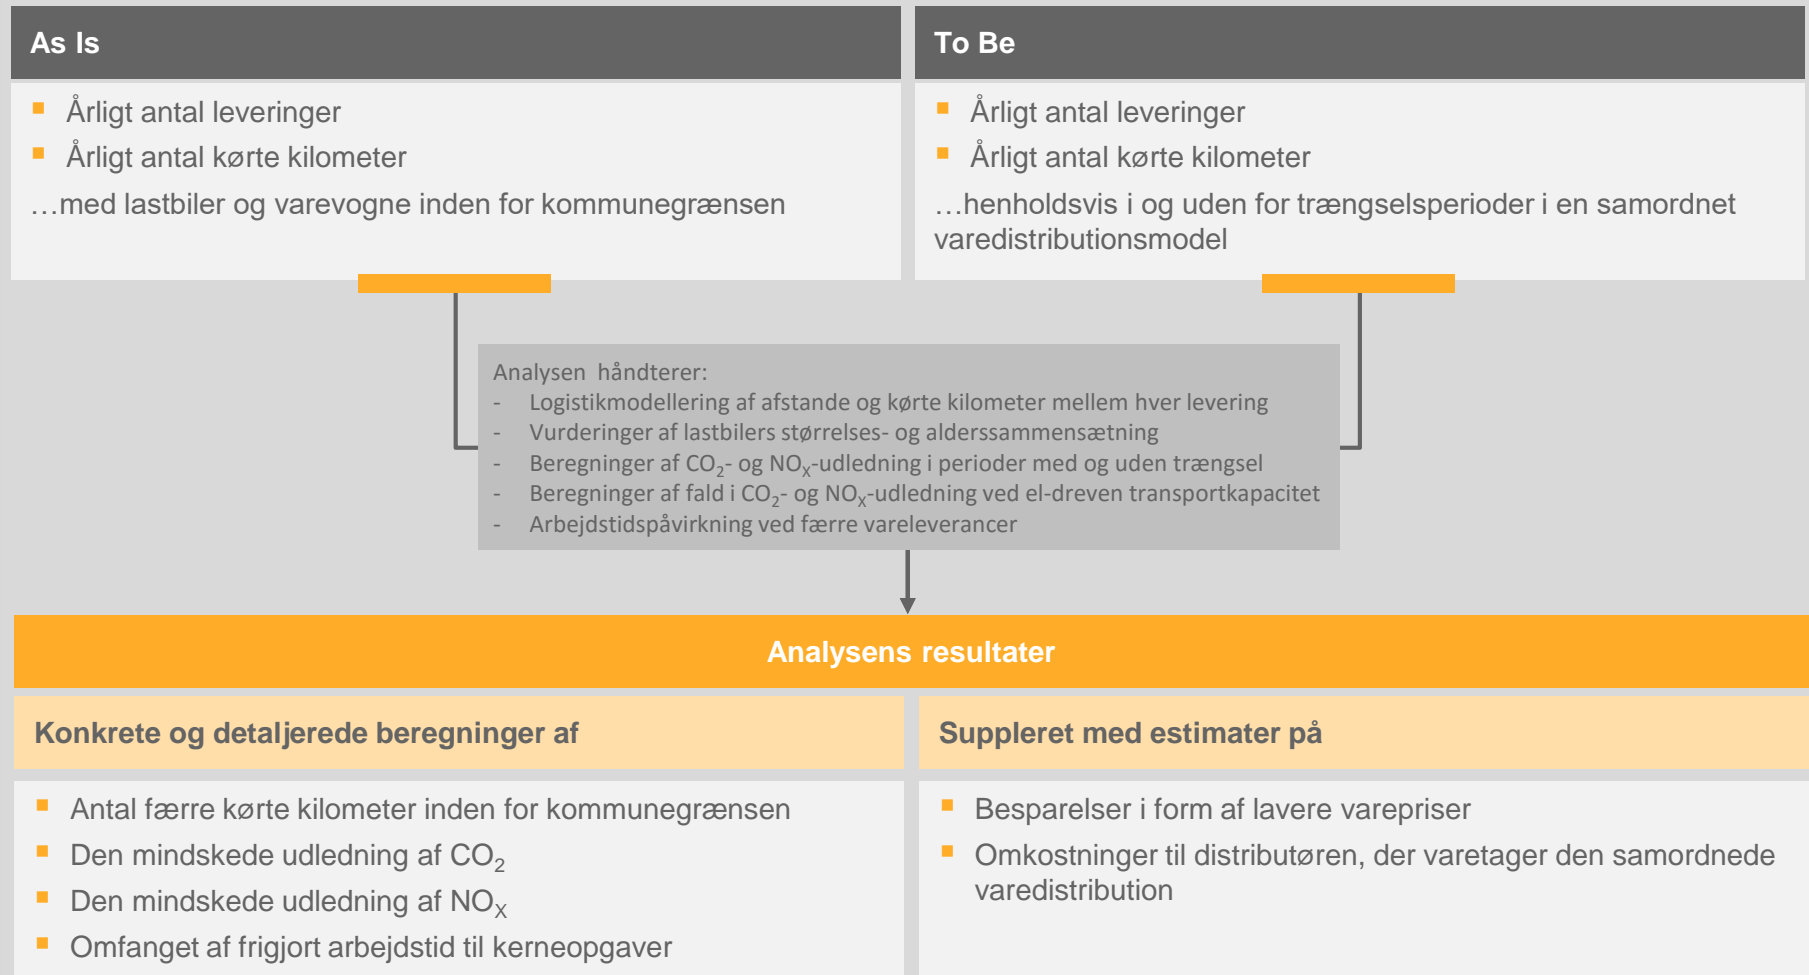 As Is
Årligt antal leveringer
Årligt antal kørte kilometer
…med lastbiler og varevogne inden for kommunegrænsen
To Be
Årligt antal leveringer
Årligt antal kørte kilometer
…henholdsvis i og uden for trængselsperioder i en samordnet
varedistributionsmodel
Analysen håndterer:
- Logistikmodellering af afstande og kørte kilometer mellem hver levering
- Vurderinger af lastbilers størrelses- og alderssammensætning
- Beregninger af CO₂- og NOₓ-udledning i perioder med og uden trængsel
- Beregninger af fald i CO₂- og NOₓ-udledning ved el-dreven transportkapacitet
- Arbejdstidspåvirkning ved færre vareleverancer
Analysens resultater
Konkrete og detaljerede beregninger af
Antal færre kørte kilometer inden for kommunegrænsen
Den mindskede udledning af CO₂
Den mindskede udledning af NOₓ
Omfanget af frigjort arbejdstid til kerneopgaver
Suppleret med estimater på
Besparelser i form af lavere varepriser
Omkostninger til distributøren, der varetager den samordnede
varedistribution